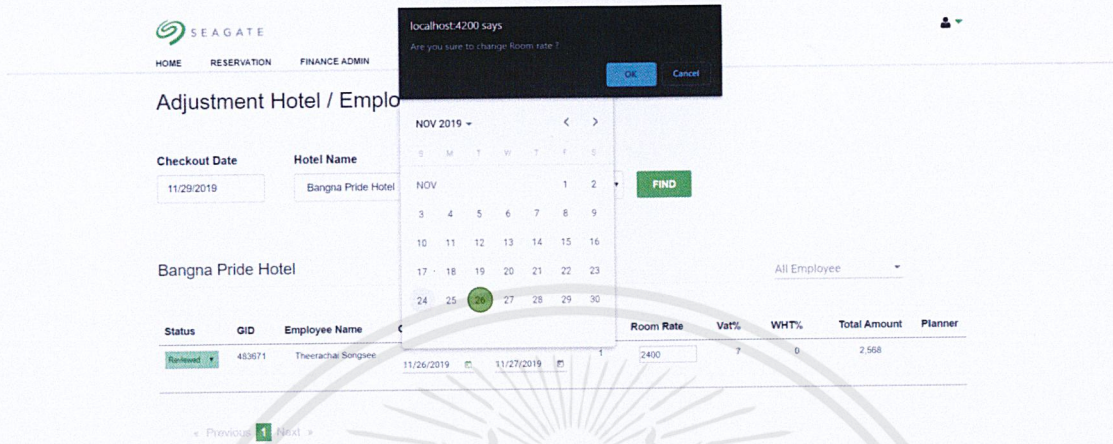 SEAGATE
localhost:4200 says
Are you sure to change Room rate ?
OK Cancel
HOME RESERVATION FINANCE ADMIN
Adjustment Hotel / Emplo
NOV 2019
S M T W T F S
Checkout Date Hotel Name
NOV 1 2
11/29/2019 Bangna Pride Hotel FIND
3 4 5 6 7 8 9
10 11 12 13 14 15 16
Bangna Pride Hotel
17 18 19 20 21 22 23
All Employee
24 25 26 27 28 29 30
Status GID Employee Name Room Rate Vat% WHT% Total Amount Planner
Reviewed 483671 Theerachai Songsee 11/26/2019 11/27/2019 1 2400 7 0 2,568
« Previous 1 Next »